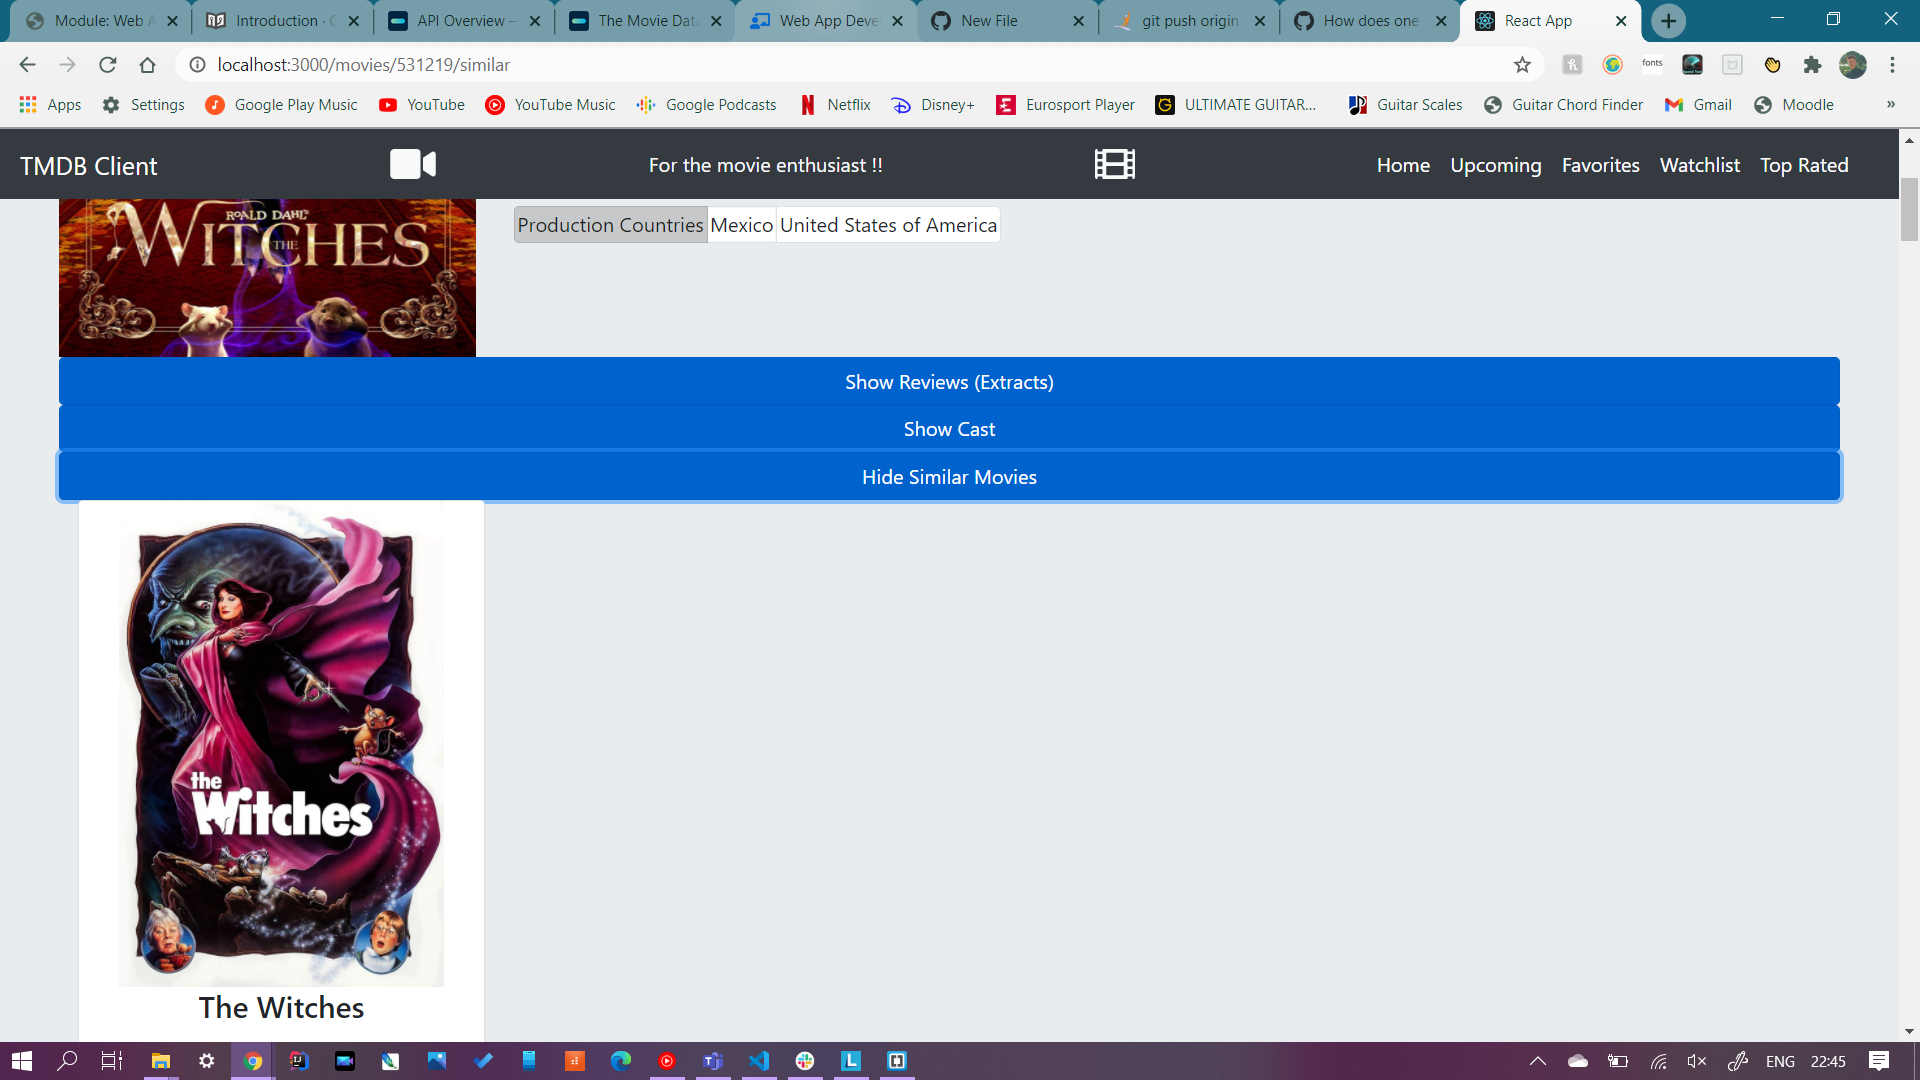 Module: Web A
Introduction · G
API Overview —
The Movie Data
Web App Deve
New File
git push origin
How does one
React App
localhost:3000/movies/531219/similar
fonts
Apps
Settings
Google Play Music
YouTube
YouTube Music
Google Podcasts
Netflix
Disney+
Eurosport Player
ULTIMATE GUITAR...
Guitar Scales
Guitar Chord Finder
Gmail
Moodle
»
TMDB Client
For the movie enthusiast !!
Home
Upcoming
Favorites
Watchlist
Top Rated
ROALD DAHL'S
THE
WITCHES
Production Countries
Mexico
United States of America
Show Reviews (Extracts)
Show Cast
Hide Similar Movies
the
Witches
The Witches
ENG
22:45